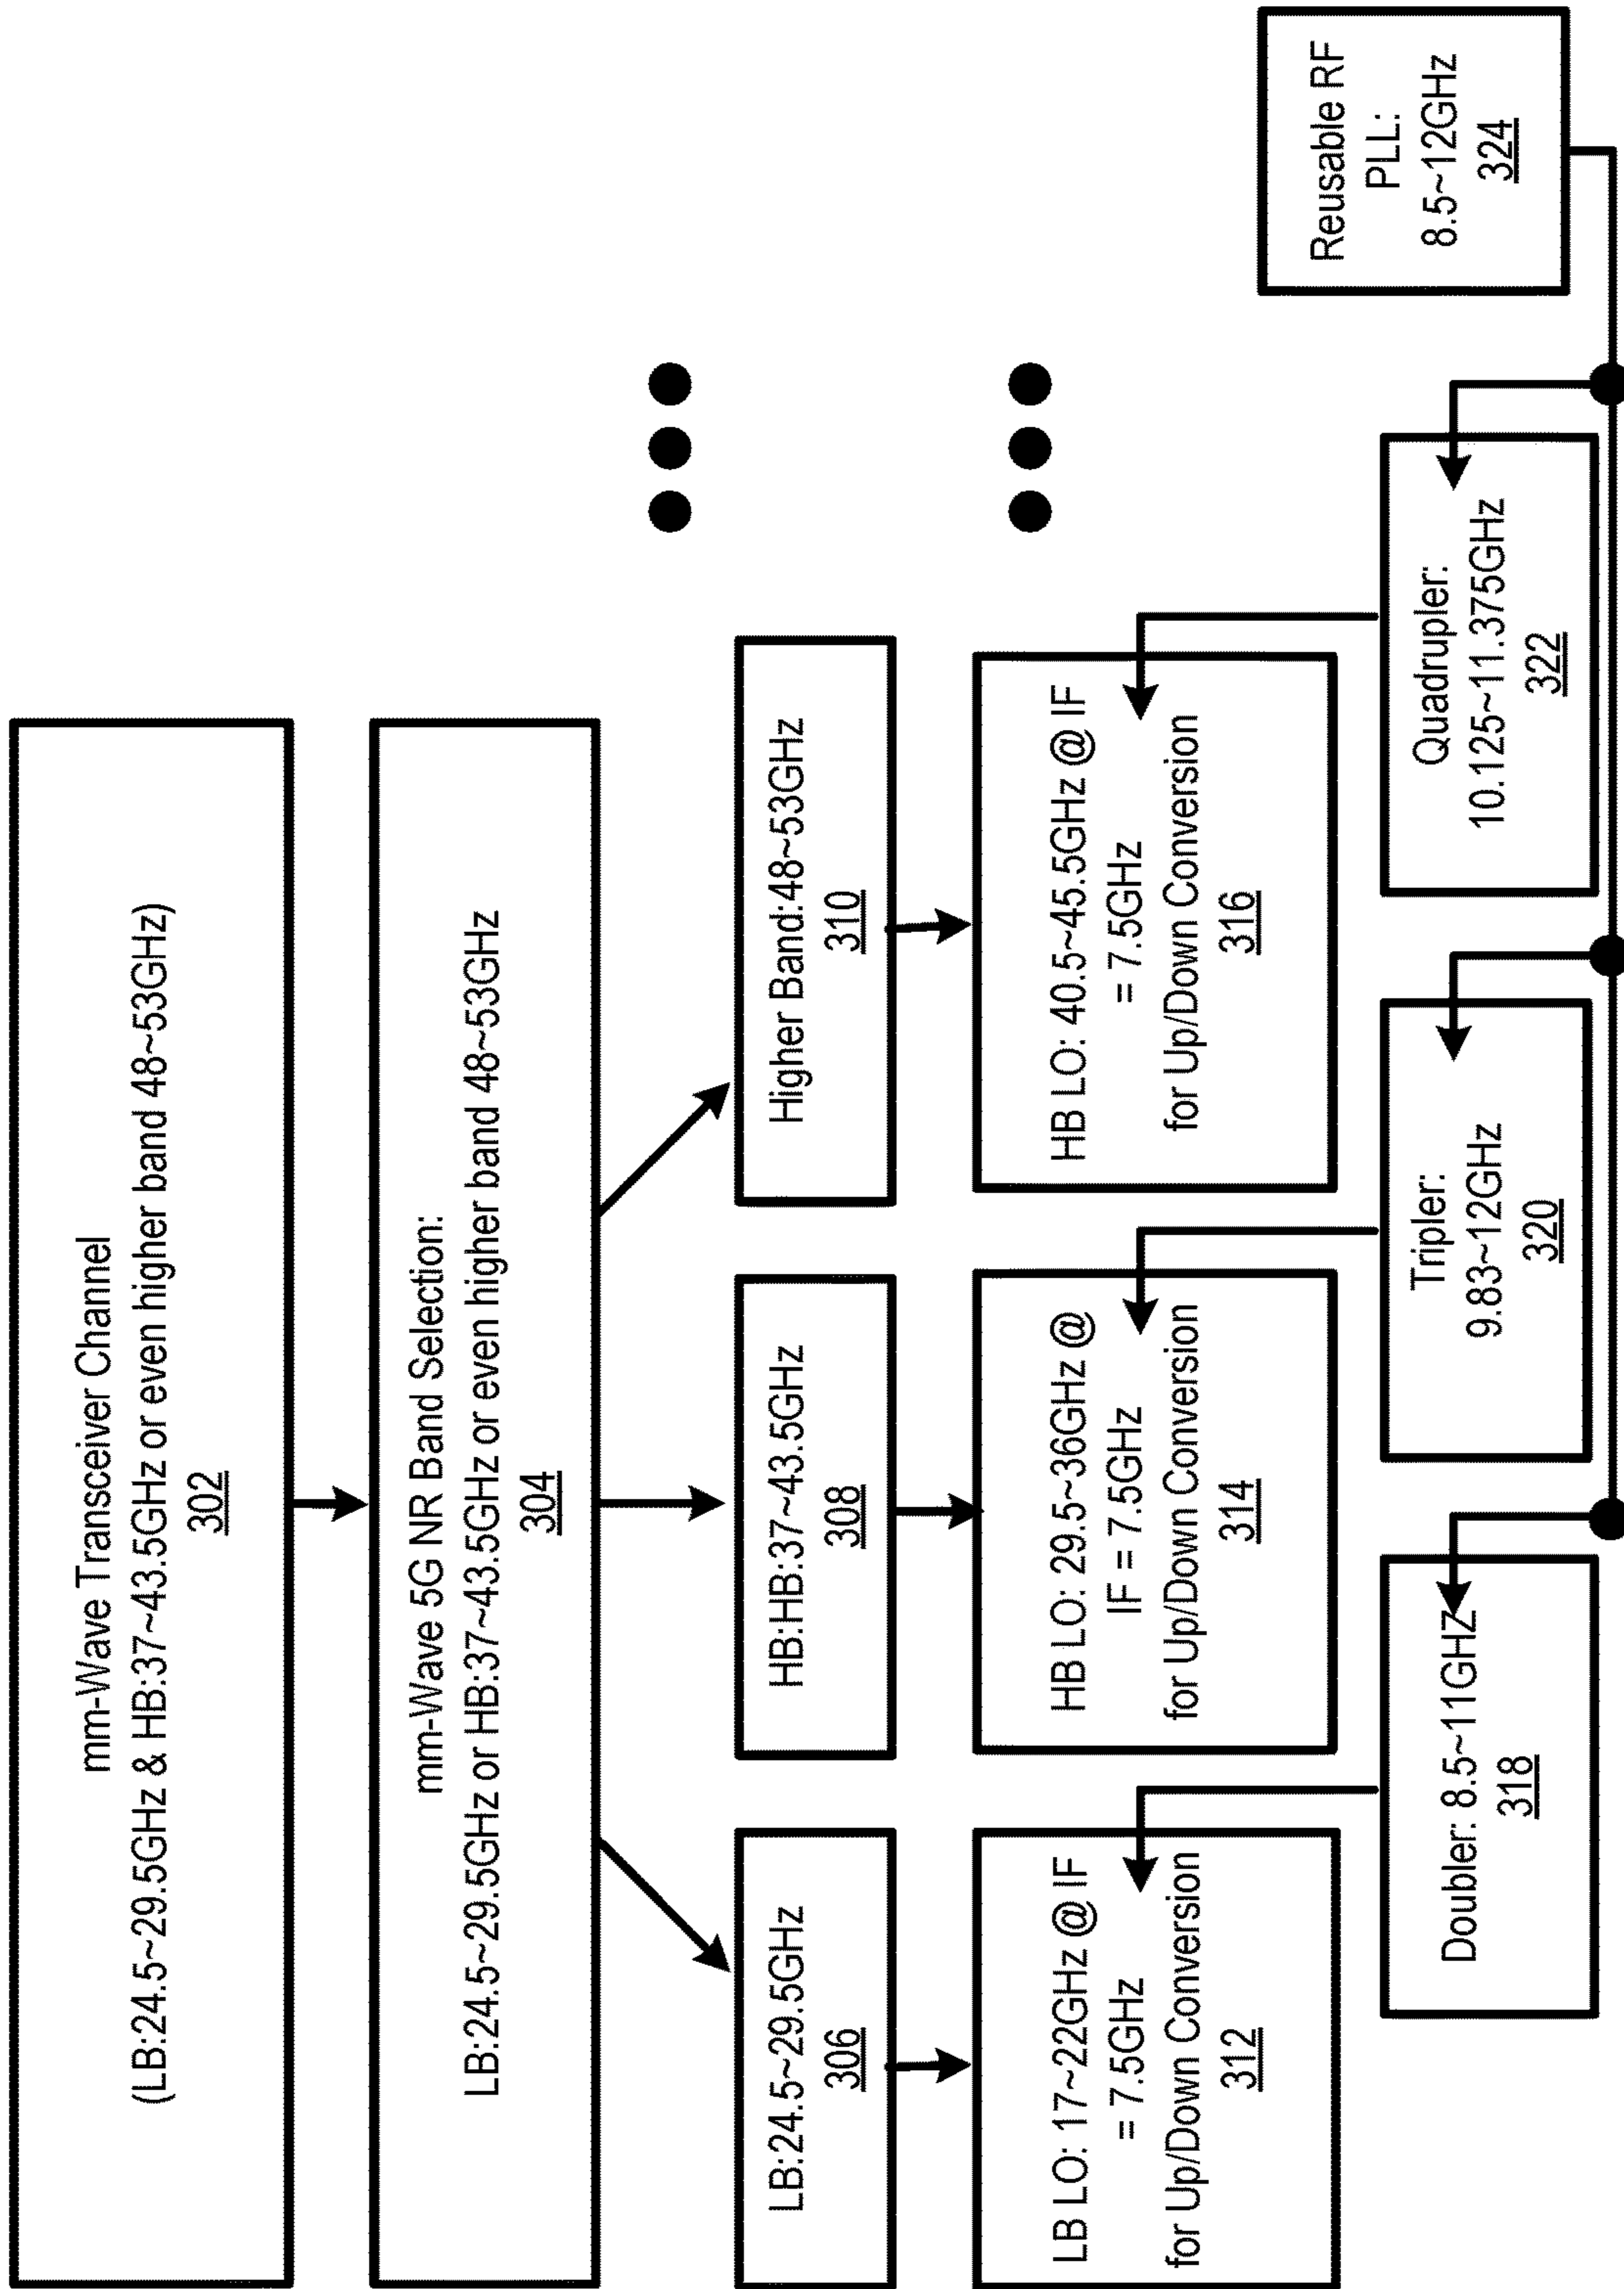 mm-Wave Transceiver Channel
(LB:24.5~29.5GHz & HB:37~43.5GHz or even higher band 48~53GHz)
302
mm-Wave 5G NR Band Selection:
LB:24.5~29.5GHz or HB:37~43.5GHz or even higher band 48~53GHz
304
LB:24.5~29.5GHz
306
HB:HB:37~43.5GHz
308
Higher Band:48~53GHz
310
LB LO: 17~22GHz @ IF
= 7.5GHz
for Up/Down Conversion
312
HB LO: 29.5~36GHz @
IF = 7.5GHz
for Up/Down Conversion
314
HB LO: 40.5~45.5GHz @ IF
= 7.5GHz
for Up/Down Conversion
316
Doubler: 8.5~11GHZ
318
Tripler:
9.83~12GHz
320
Quadrupler:
10.125~11.375GHz
322
Reusable RF
PLL:
8.5~12GHz
324